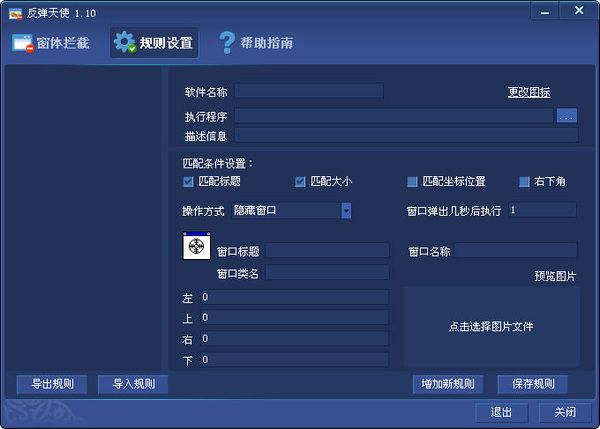 反弹天使 1.10
窗体拦截 规则设置 帮助指南
软件名称 更改图标
执行程序 ...
描述信息
匹配条件设置：
匹配标题 匹配大小 匹配坐标位置 右下角
操作方式 隐藏窗口 窗口弹出几秒后执行 1
窗口标题 窗口名称
窗口类名 预览图片
左 0
上 0
右 0
下 0
点击选择图片文件
导出规则 导入规则 增加新规则 保存规则
退出 关闭